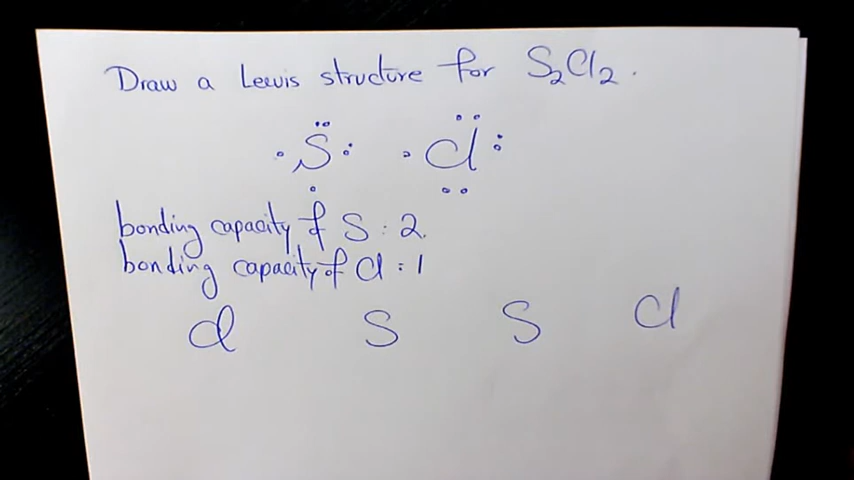 Draw a Lewis structure for S₂Cl₂.
S Cl
bonding capacity of S : 2.
bonding capacity of Cl : 1
Cl S S Cl